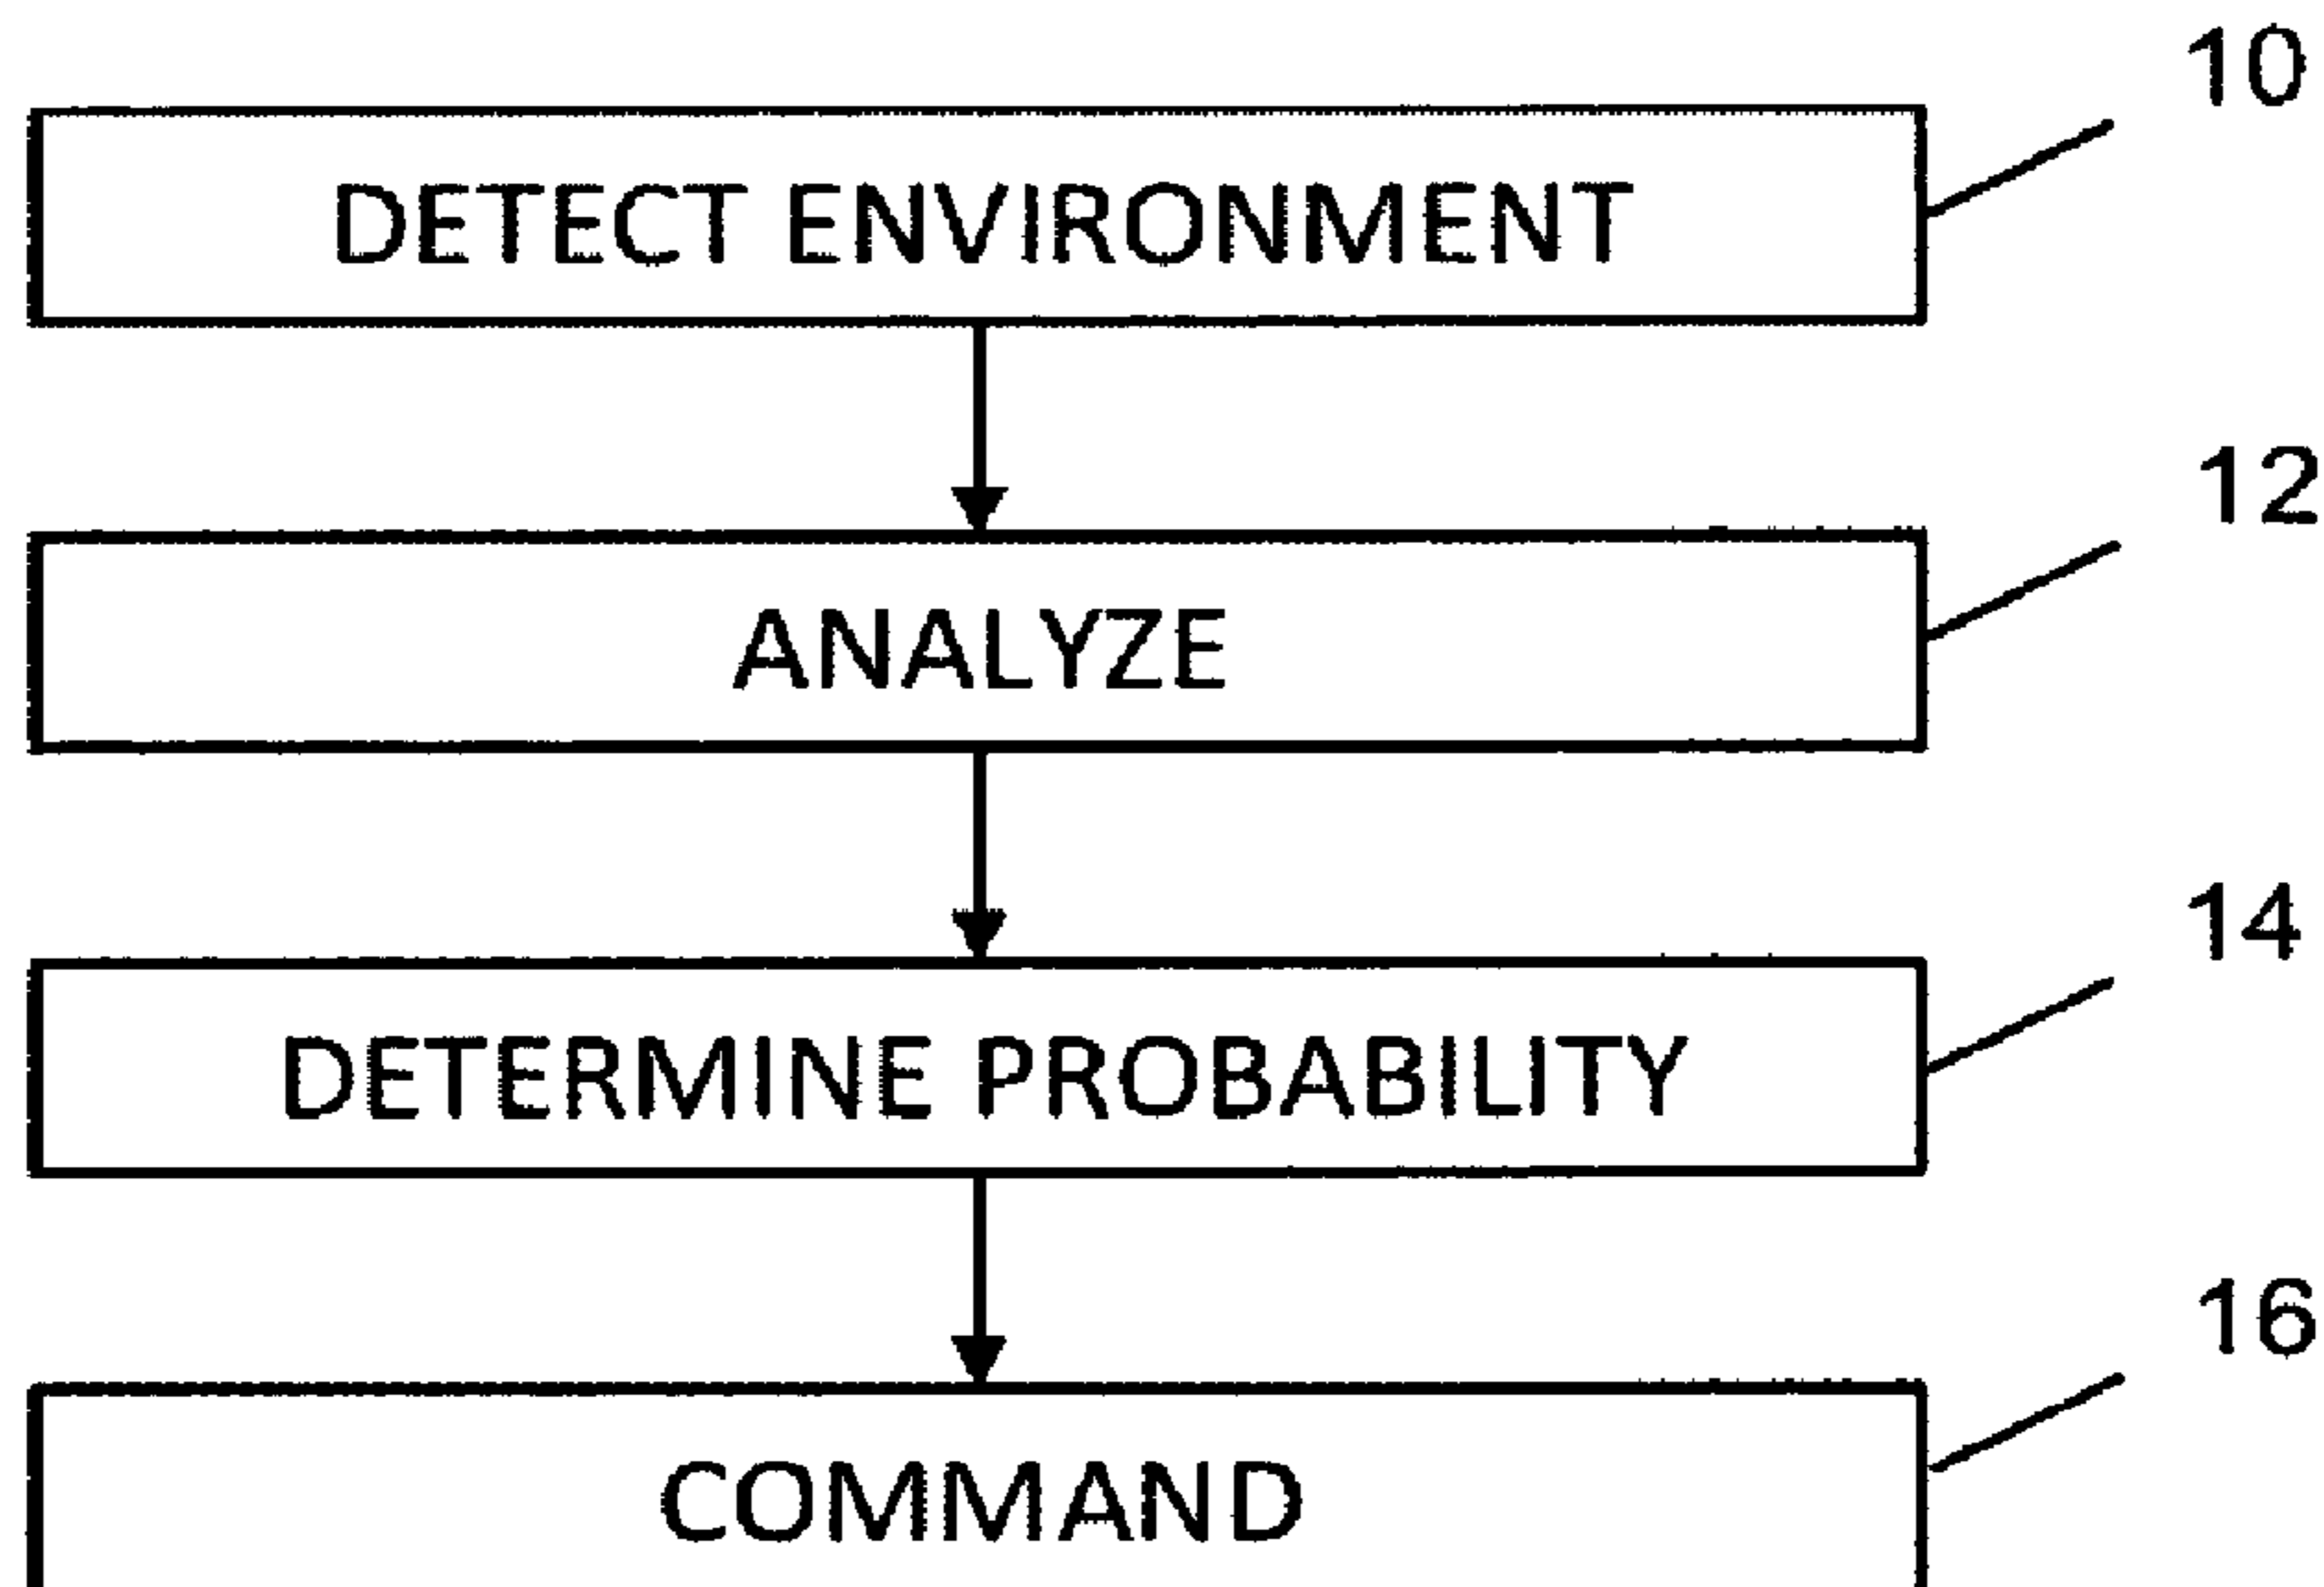 10
DETECT ENVIRONMENT
12
ANALYZE
14
DETERMINE PROBABILITY
16
COMMAND